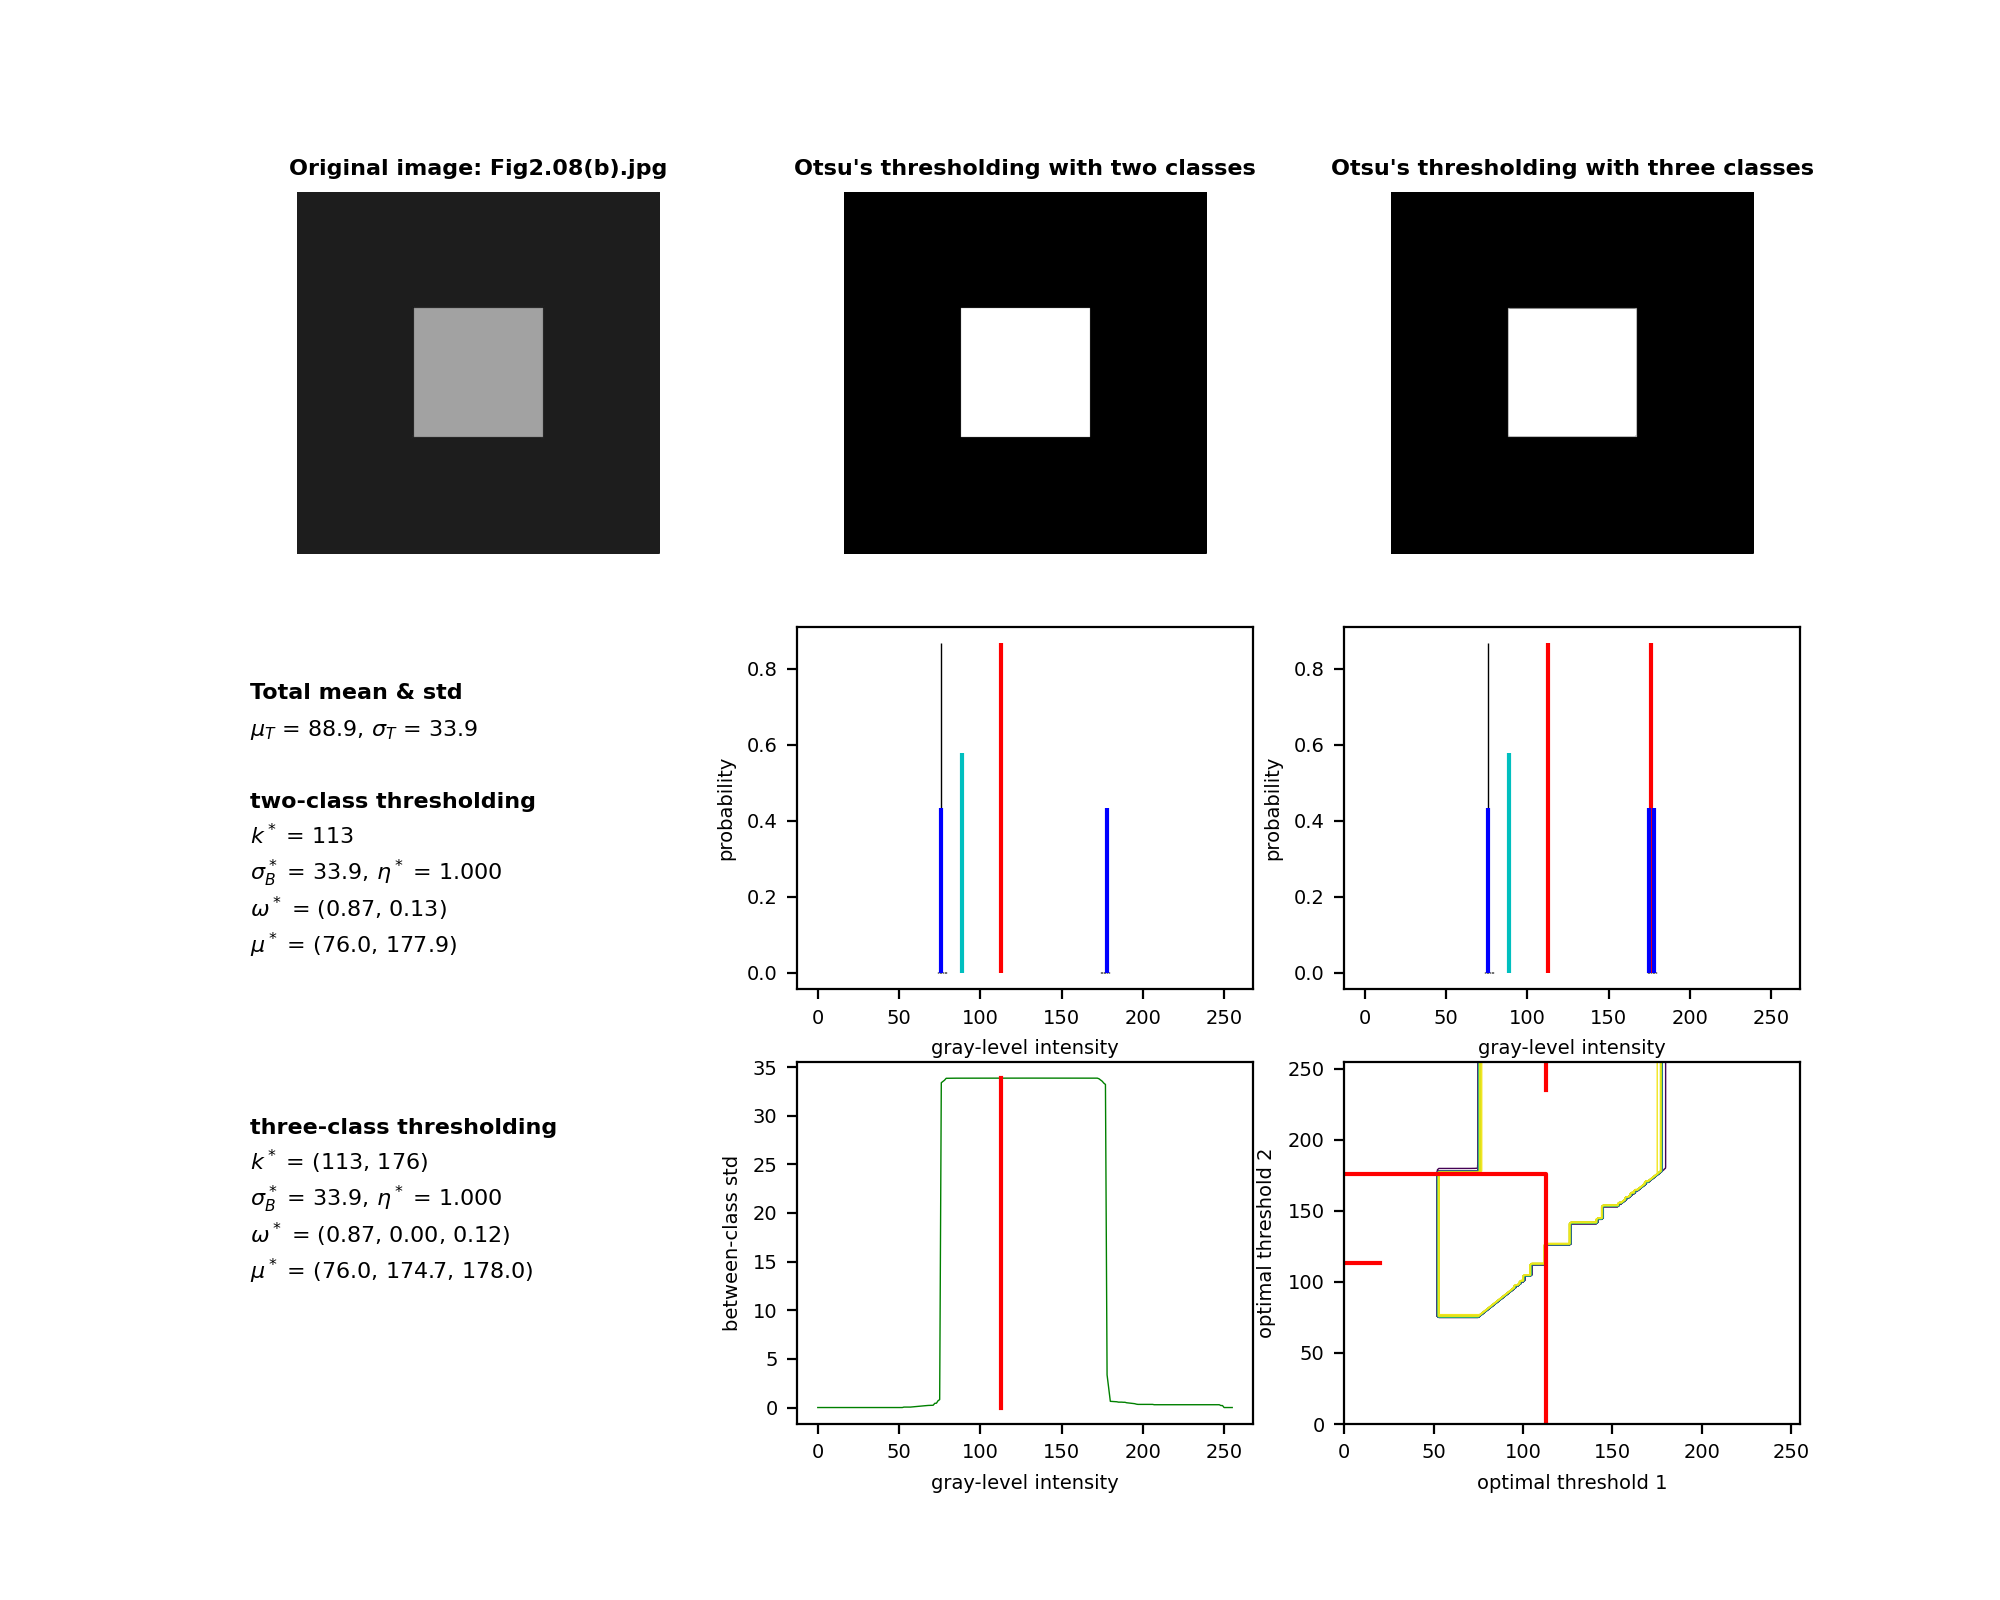 Original image: Fig2.08(b).jpg
Otsu's thresholding with two classes
Otsu's thresholding with three classes
Total mean & std
μT = 88.9, σT = 33.9
two-class thresholding
k* = 113
σ*B = 33.9, η* = 1.000
ω* = (0.87, 0.13)
μ* = (76.0, 177.9)
0.8
0.6
0.4
0.2
0.0
probability
0 50 100 150 200 250
gray-level intensity
0.8
0.6
0.4
0.2
0.0
probability
0 50 100 150 200 250
gray-level intensity
three-class thresholding
k* = (113, 176)
σ*B = 33.9, η* = 1.000
ω* = (0.87, 0.00, 0.12)
μ* = (76.0, 174.7, 178.0)
35
30
25
20
15
10
5
0
between-class std
0 50 100 150 200 250
gray-level intensity
250
200
150
100
50
0
optimal threshold 2
0 50 100 150 200 250
optimal threshold 1